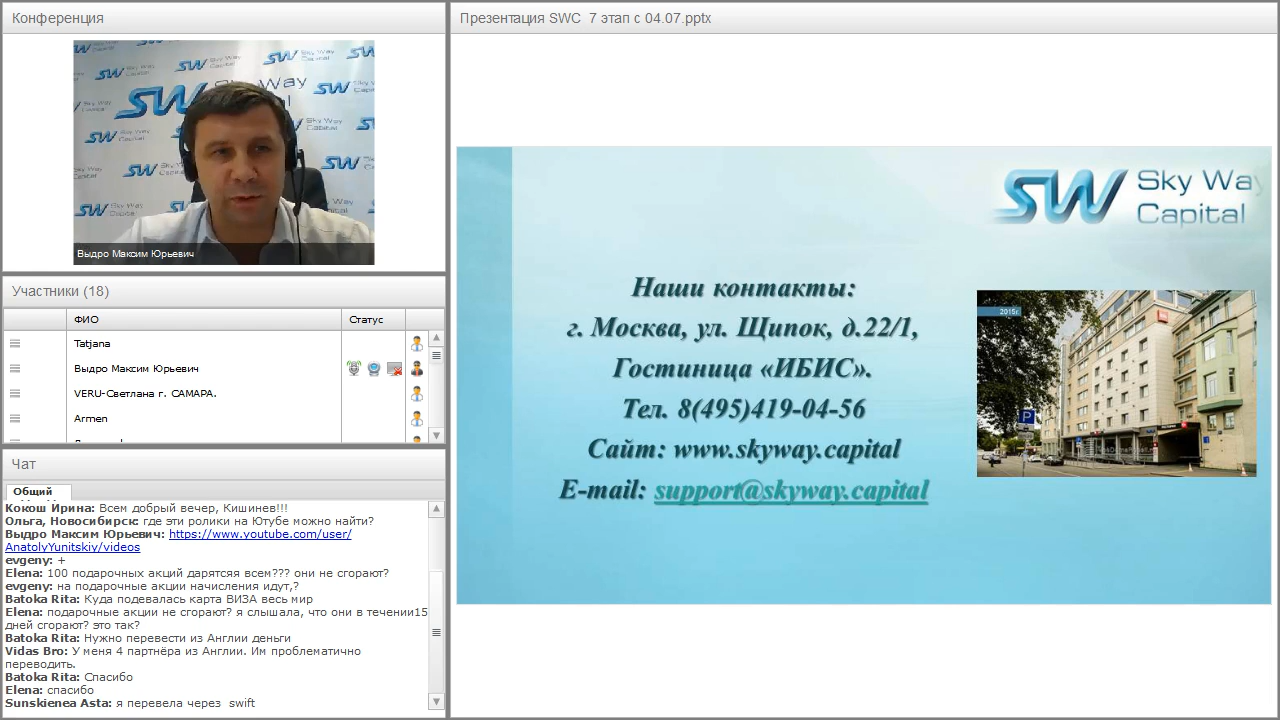 Конференция
Выдро Максим Юрьевич
Участники (18)
ФИО
Статус
Tatjana
Выдро Максим Юрьевич
VERU-Светлана г. САМАРА.
Armen
Чат
Общий
Кокош Ирина: Всем добрый вечер, Кишинев!!!
Ольга, Новосибирск: где эти ролики на Ютубе можно найти?
Выдро Максим Юрьевич: https://www.youtube.com/user/
AnatolyYunitskiy/videos
evgeny: +
Elena: 100 подарочных акций дарятсяя всем??? они не сгорают?
evgeny: на подарочные акции начисления идут,?
Batoka Rita: Куда подевалась карта ВИЗА весь мир
Elena: подарочные акции не сгорают? я слышала, что они в течении15
дней сгорают? это так?
Batoka Rita: Нужно перевести из Англии деньги
Vidas Bro: У меня 4 партнёра из Англии. Им проблематично
переводить.
Batoka Rita: Спасибо
Elena: спасибо
Sunskienea Asta: я перевела через swift
Презентация SWC 7 этап с 04.07.pptx
SW Sky Way
Capital
Наши контакты:
г. Москва, ул. Щипок, д.22/1,
Гостиница «ИБИС».
Тел. 8(495)419-04-56
Сайт: www.skyway.capital
E-mail: support@skyway.capital
2015г.